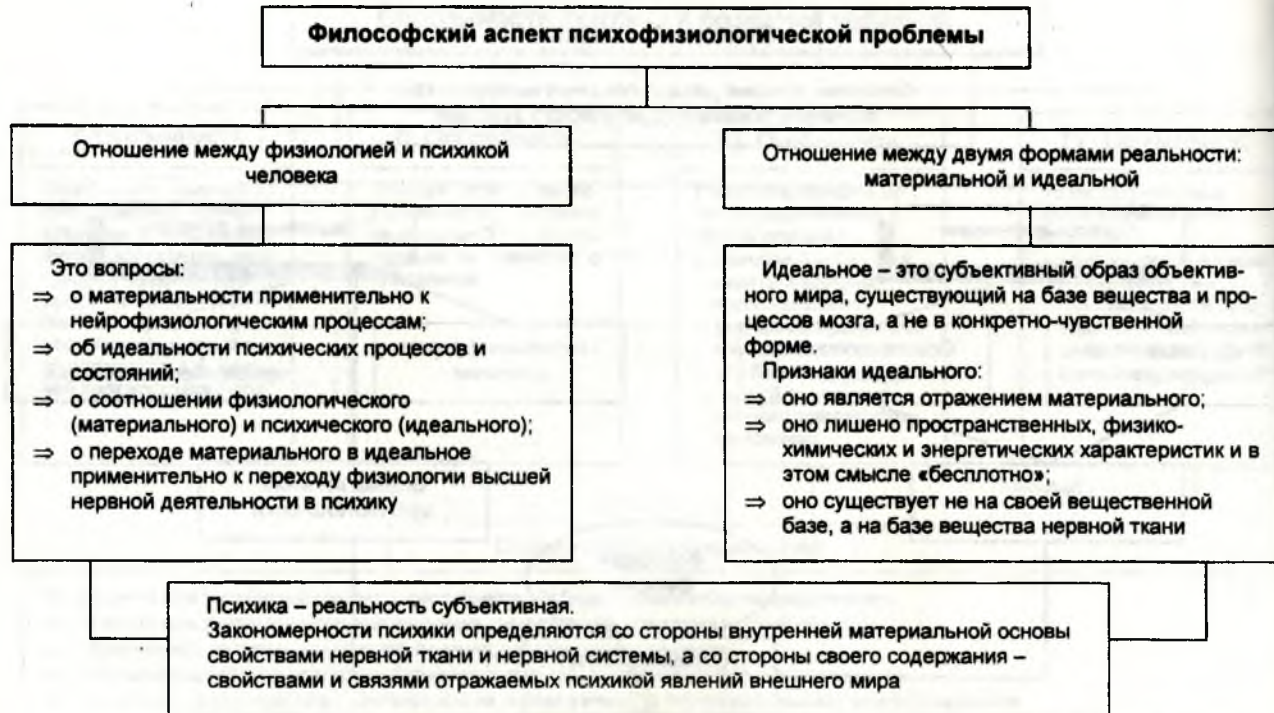 Философский аспект психофизиологической проблемы
Отношение между физиологией и психикой
человека
Отношение между двумя формами реальности:
материальной и идеальной
Это вопросы:
⇒ о материальности применительно к
нейрофизиологическим процессам;
⇒ об идеальности психических процессов и
состояний;
⇒ о соотношении физиологического
(материального) и психического (идеального);
⇒ о переходе материального в идеальное
применительно к переходу физиологии высшей
нервной деятельности в психику
Идеальное – это субъективный образ объектив-
ного мира, существующий на базе вещества и про-
цессов мозга, а не в конкретно-чувственной
форме.
Признаки идеального:
⇒ оно является отражением материального;
⇒ оно лишено пространственных, физико-
химических и энергетических характеристик и в
этом смысле «бесплотно»;
⇒ оно существует не на своей вещественной
базе, а на базе вещества нервной ткани
Психика – реальность субъективная.
Закономерности психики определяются со стороны внутренней материальной основы
свойствами нервной ткани и нервной системы, а со стороны своего содержания –
свойствами и связями отражаемых психикой явлений внешнего мира